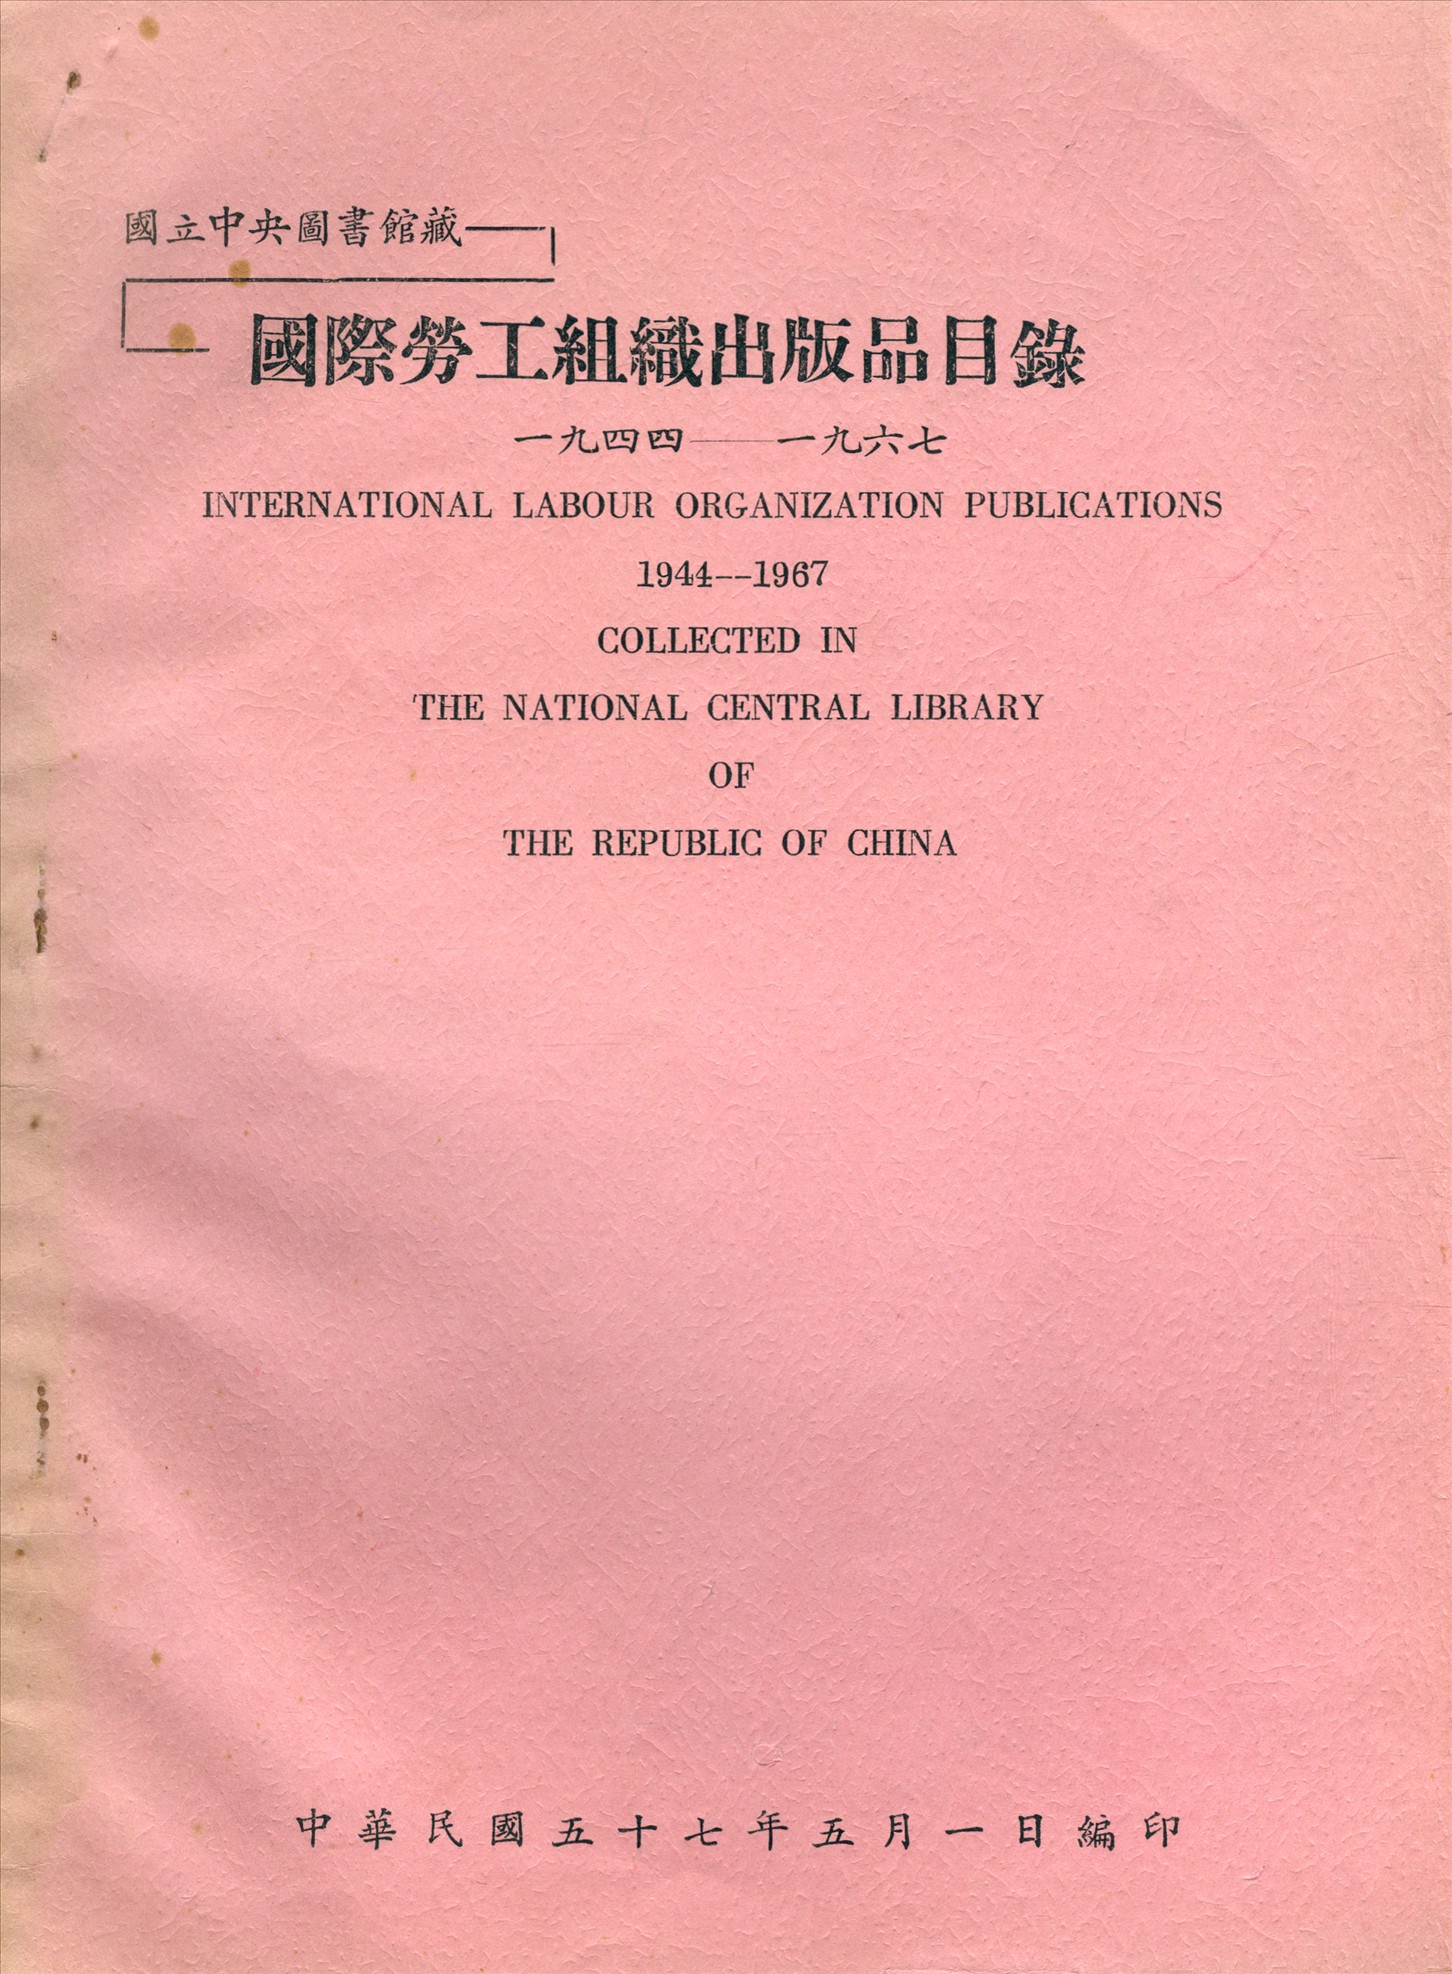 國立中央圖書館藏
國際勞工組織出版品目錄
一九四四——一九六七
INTERNATIONAL LABOUR ORGANIZATION PUBLICATIONS
1944--1967
COLLECTED IN
THE NATIONAL CENTRAL LIBRARY
OF
THE REPUBLIC OF CHINA
中華民國五十七年五月一日編印